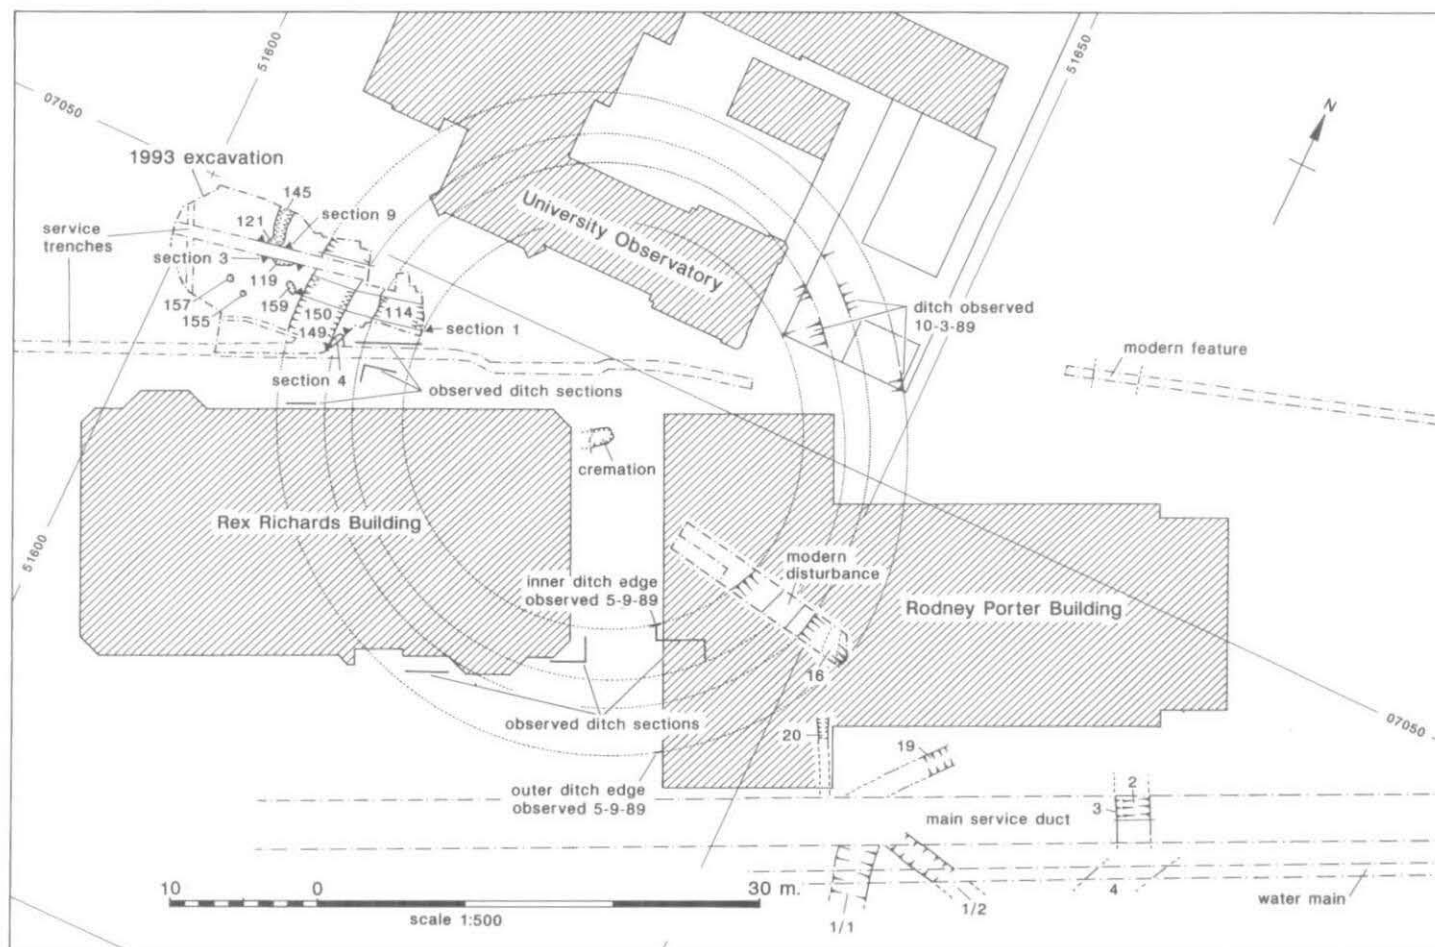 51600
51650
07050
N
1993 excavation
145
121
section 9
service
trenches
section 3
119
157
159
155
150
149
114
section 1
section 4
observed ditch sections
University Observatory
ditch observed
10-3-89
modern feature
cremation
Rex Richards Building
51600
modern
disturbance
inner ditch edge
observed 5-9-89
Rodney Porter Building
16
observed ditch sections
20
19
07050
outer ditch edge
observed 5-9-89
2
3
main service duct
4
water main
1/2
1/1
10
0
30 m.
scale 1:500